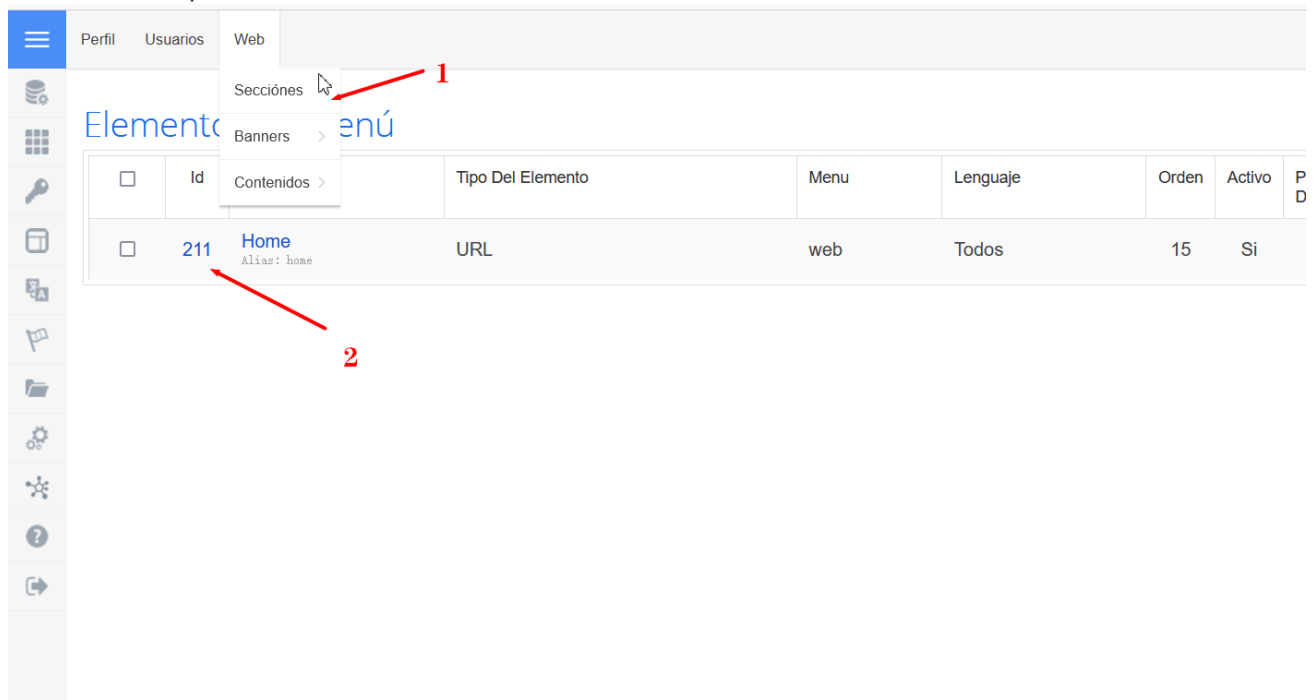 Perfil Usuarios Web
1
Secciónes
Banners
Contenidos
enú
Id Tipo Del Elemento Menu Lenguaje Orden Activo
211 Home URL web Todos 15 Si
Alias: home
2